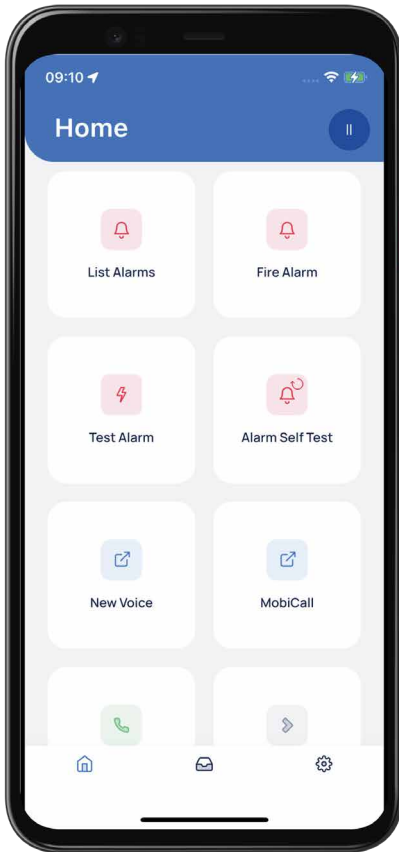 09:10
Home
List Alarms
Fire Alarm
Test Alarm
Alarm Self Test
New Voice
MobiCall